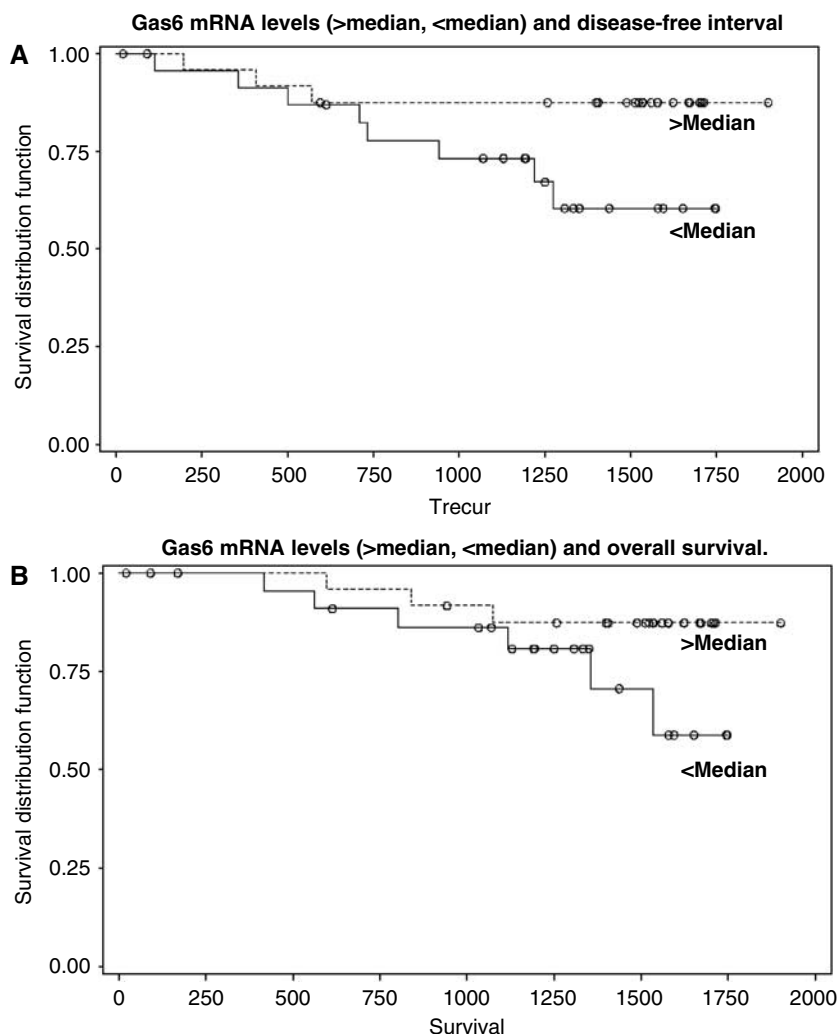 Gas6 mRNA levels (>median, <median) and disease-free interval
A
1.00
0.75
0.50
0.25
0.00
Survival distribution function
>Median
<Median
0 250 500 750 1000 1250 1500 1750 2000
Trecur
Gas6 mRNA levels (>median, <median) and overall survival.
B
1.00
0.75
0.50
0.25
0.00
Survival distribution function
>Median
<Median
0 250 500 750 1000 1250 1500 1750 2000
Survival